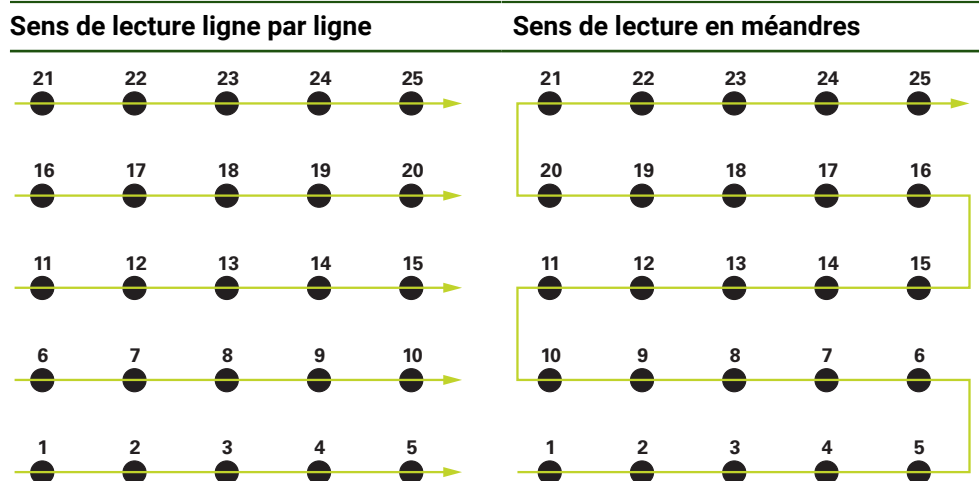 Sens de lecture ligne par ligne
21 22 23 24 25
16 17 18 19 20
11 12 13 14 15
6 7 8 9 10
1 2 3 4 5
Sens de lecture en méandres
21 22 23 24 25
20 19 18 17 16
11 12 13 14 15
10 9 8 7 6
1 2 3 4 5